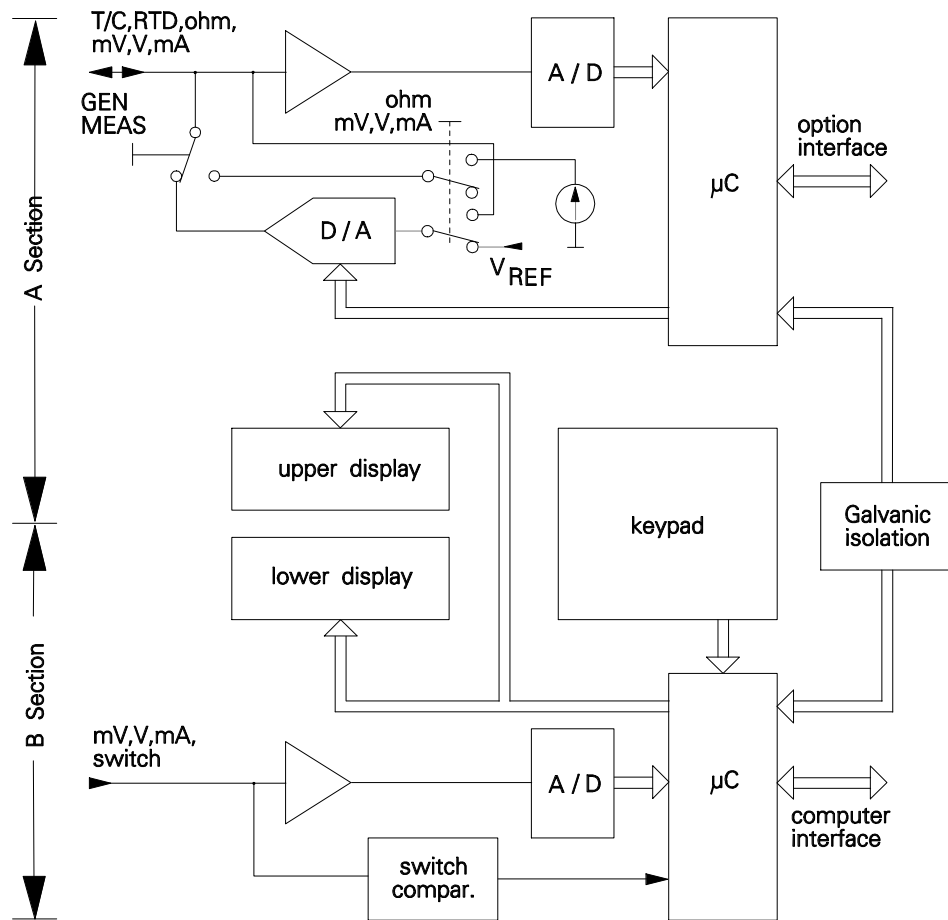 T/C,RTD,ohm,
mV,V,mA
GEN
MEAS
ohm
mV,V,mA
A / D
µC
option
interface
D / A
VREF
A Section
upper display
keypad
Galvanic
isolation
lower display
B Section
mV,V,mA,
switch
A / D
µC
computer
interface
switch
compar.